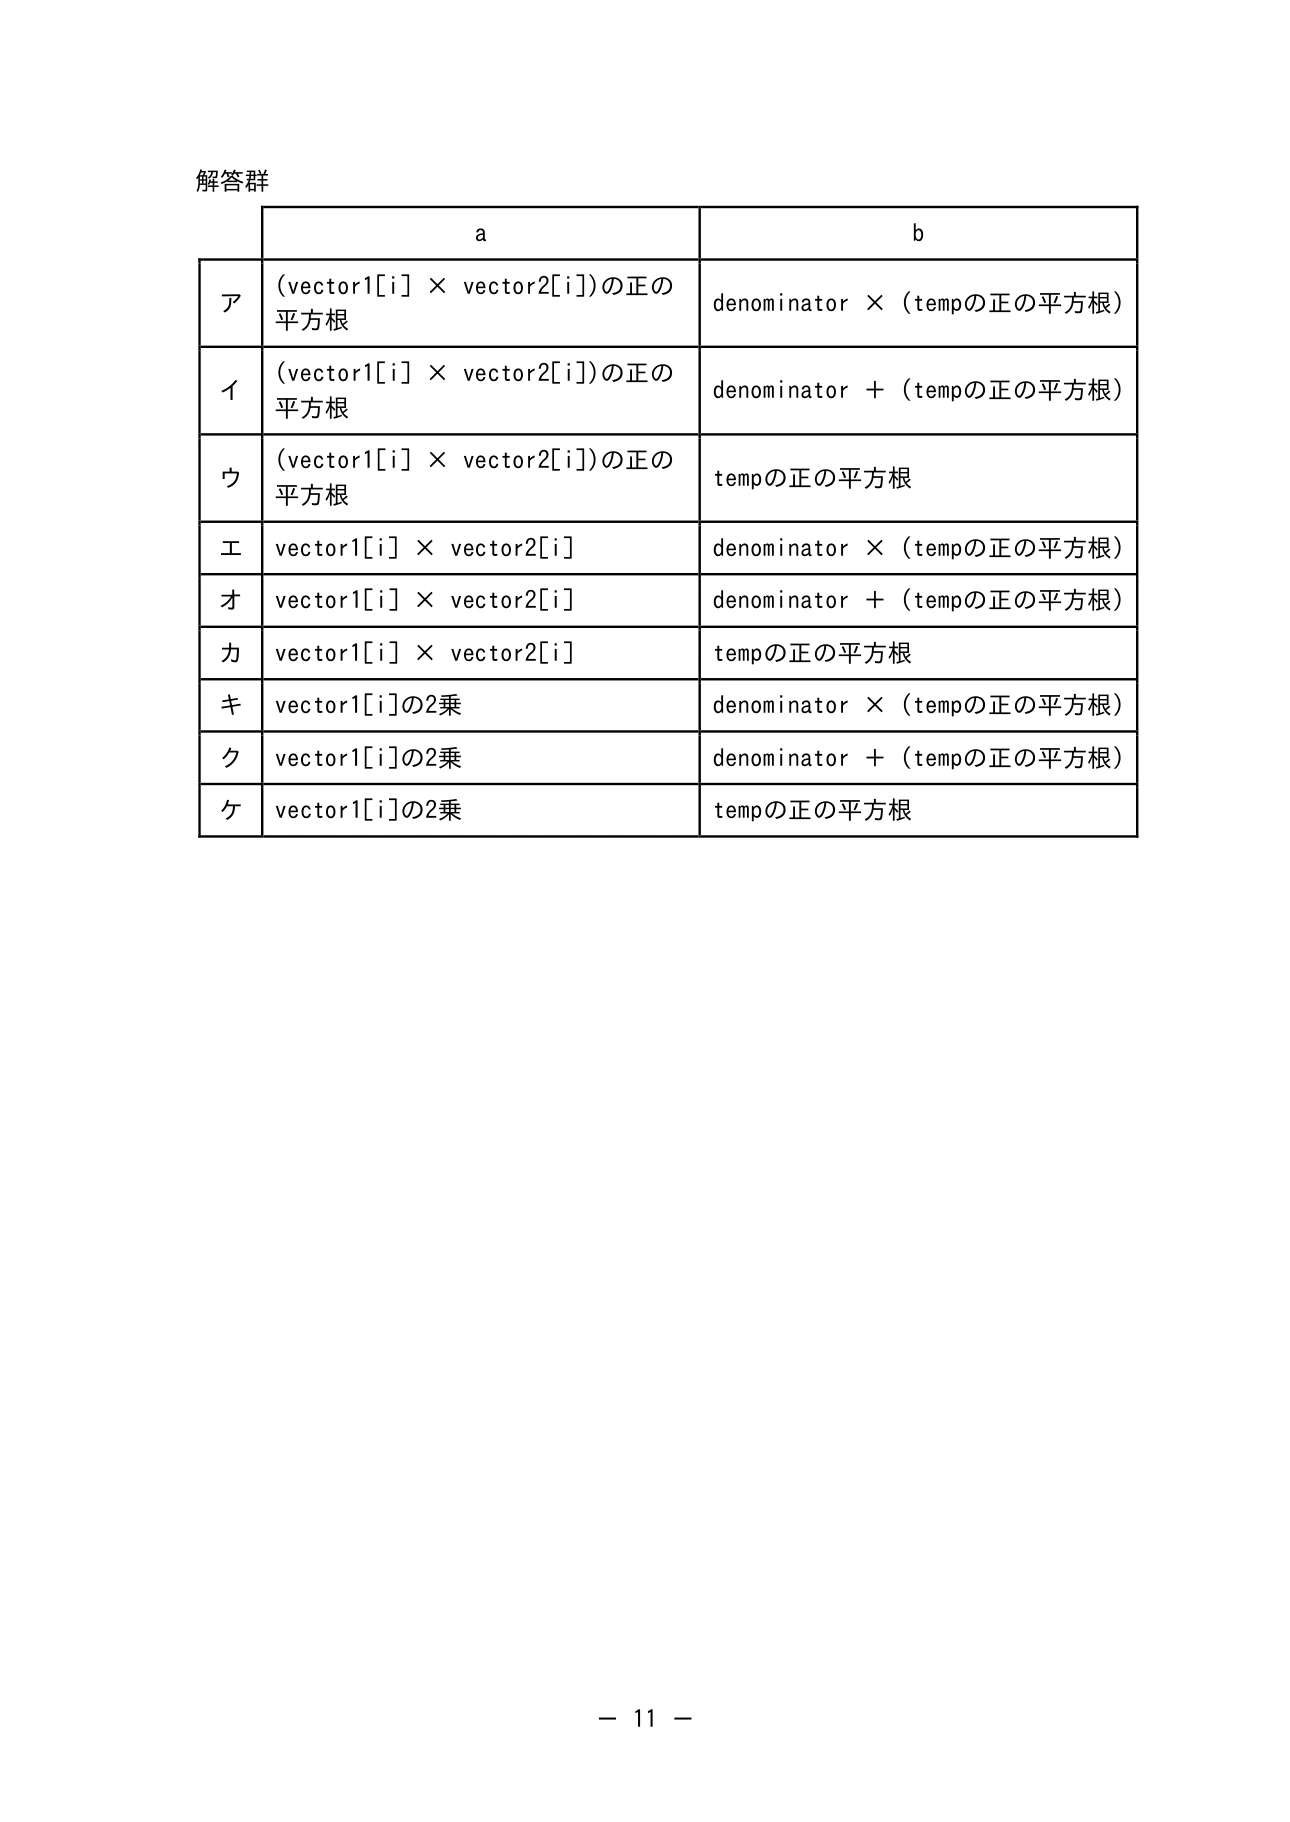 解答群
a b
ア (vector1[i] × vector2[i])の正の
平方根 denominator × (tempの正の平方根)
イ (vector1[i] × vector2[i])の正の
平方根 denominator ＋ (tempの正の平方根)
ウ (vector1[i] × vector2[i])の正の
平方根 tempの正の平方根
エ vector1[i] × vector2[i] denominator × (tempの正の平方根)
オ vector1[i] × vector2[i] denominator ＋ (tempの正の平方根)
カ vector1[i] × vector2[i] tempの正の平方根
キ vector1[i]の2乗 denominator × (tempの正の平方根)
ク vector1[i]の2乗 denominator ＋ (tempの正の平方根)
ケ vector1[i]の2乗 tempの正の平方根
－ 11 －